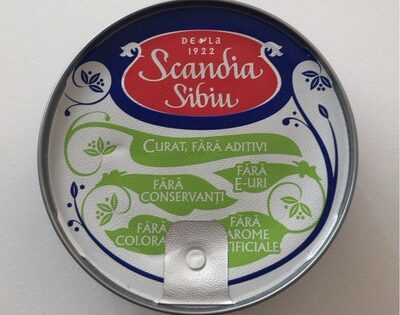 DE LA
1922
Scandia
Sibiu
CURAT, FĂRĂ ADITIVI
FĂRĂ
E-URI
FĂRĂ
CONSERVANȚI
FĂRĂ
FĂRĂ
AROME